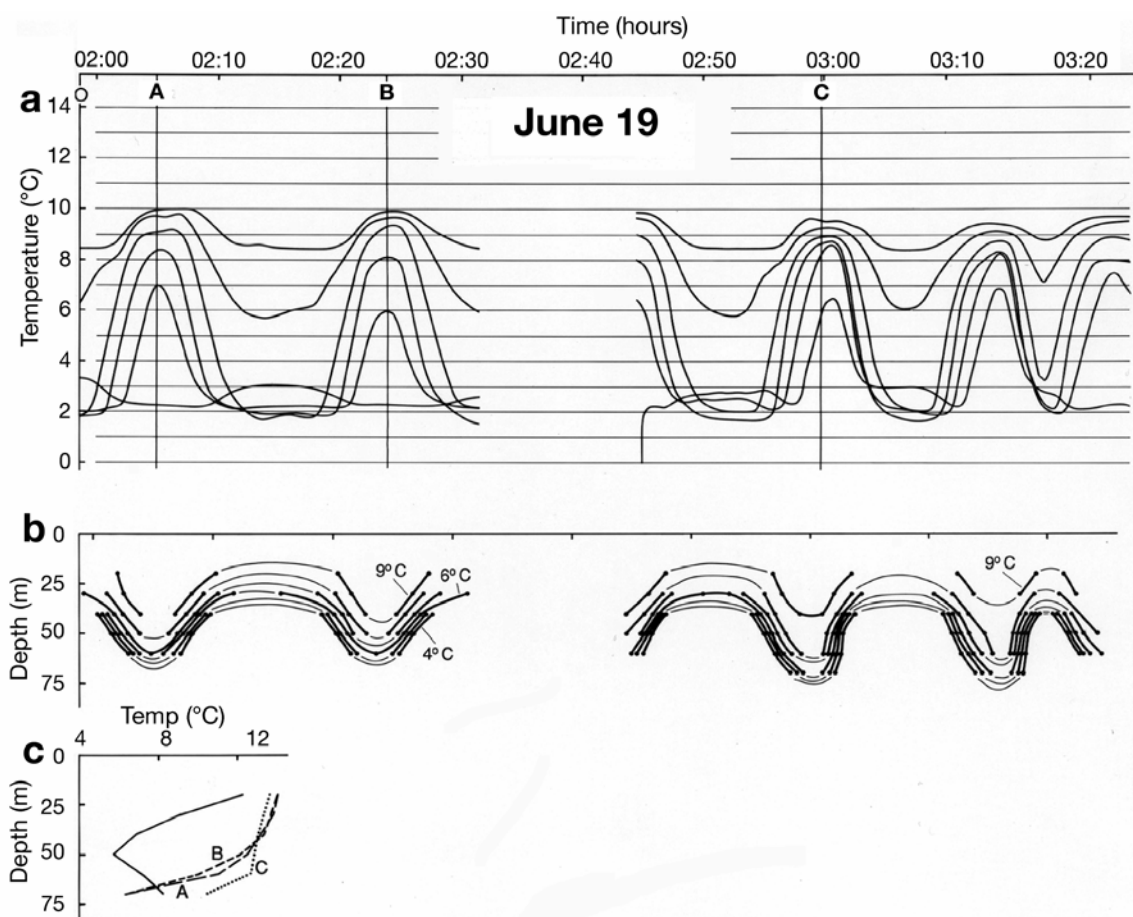 Time (hours)
02:00 02:10 02:20 02:30 02:40 02:50 03:00 03:10 03:20
a
O A B C
June 19
Temperature (°C)
14
12
10
8
6
4
2
0
b
Depth (m)
0
25
50
75
9° C
6° C
4° C
9° C
Temp (°C)
4 8 12
c
Depth (m)
0
25
50
75
B
C
A